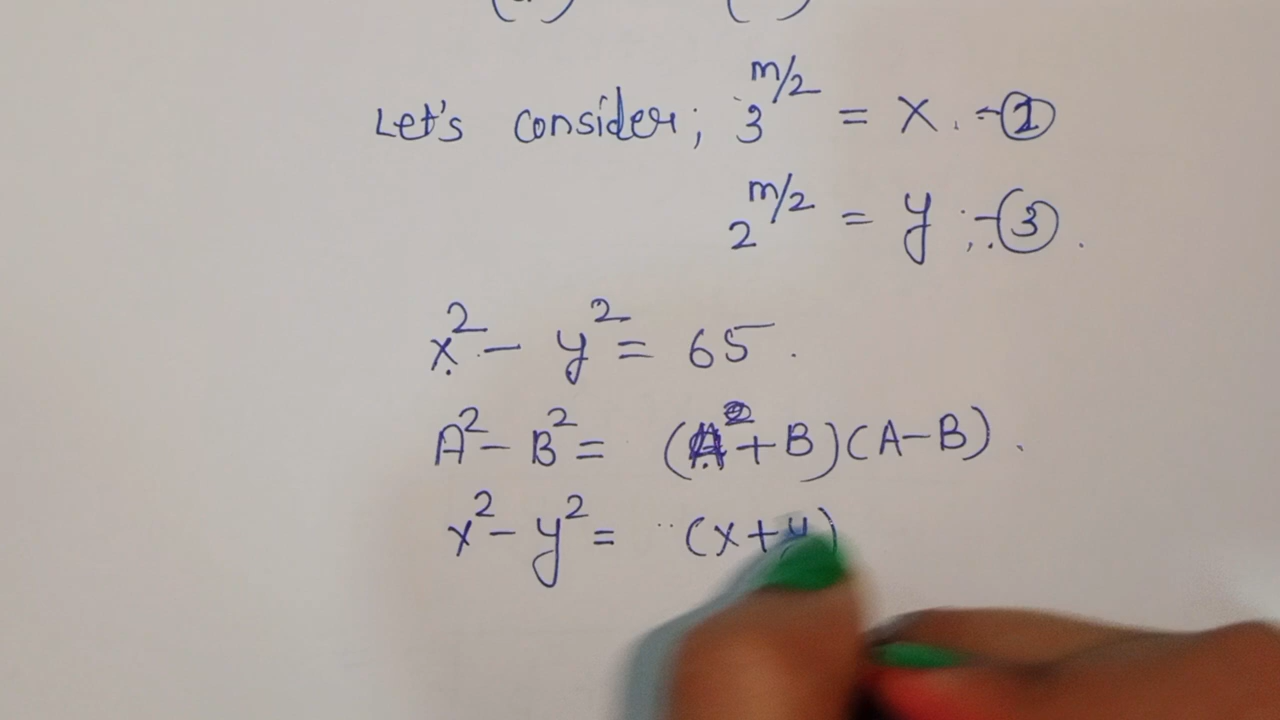 Let's consider; 3^m/2 = x. -②
2^m/2 = y ;-③.
x² - y² = 65.
A² - B² = (A + B)(A-B).
x² - y² = (x+y)